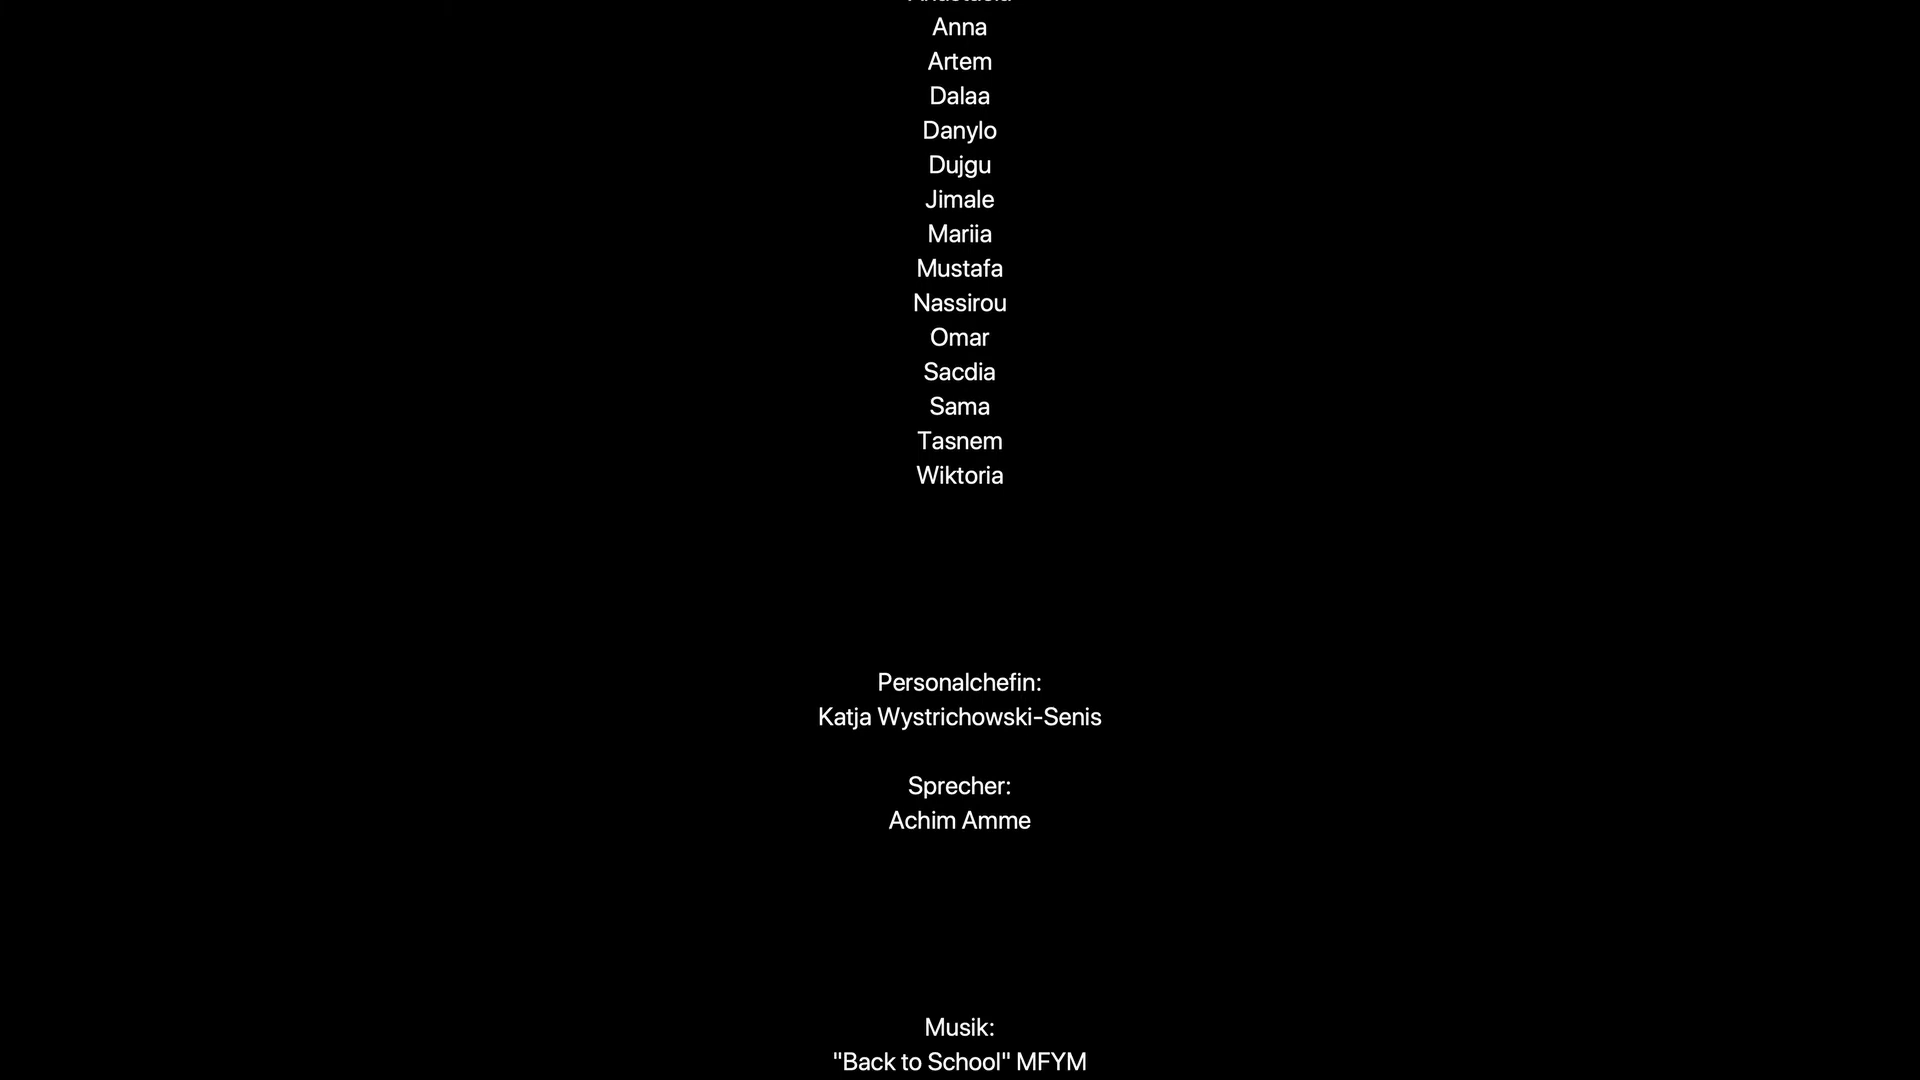 Anna
Artem
Dalaa
Danylo
Dujgu
Jimale
Mariia
Mustafa
Nassirou
Omar
Sacdia
Sama
Tasnem
Wiktoria
Personalchefin:
Katja Wystrichowski-Senis
Sprecher:
Achim Amme
Musik:
"Back to School" MFYM